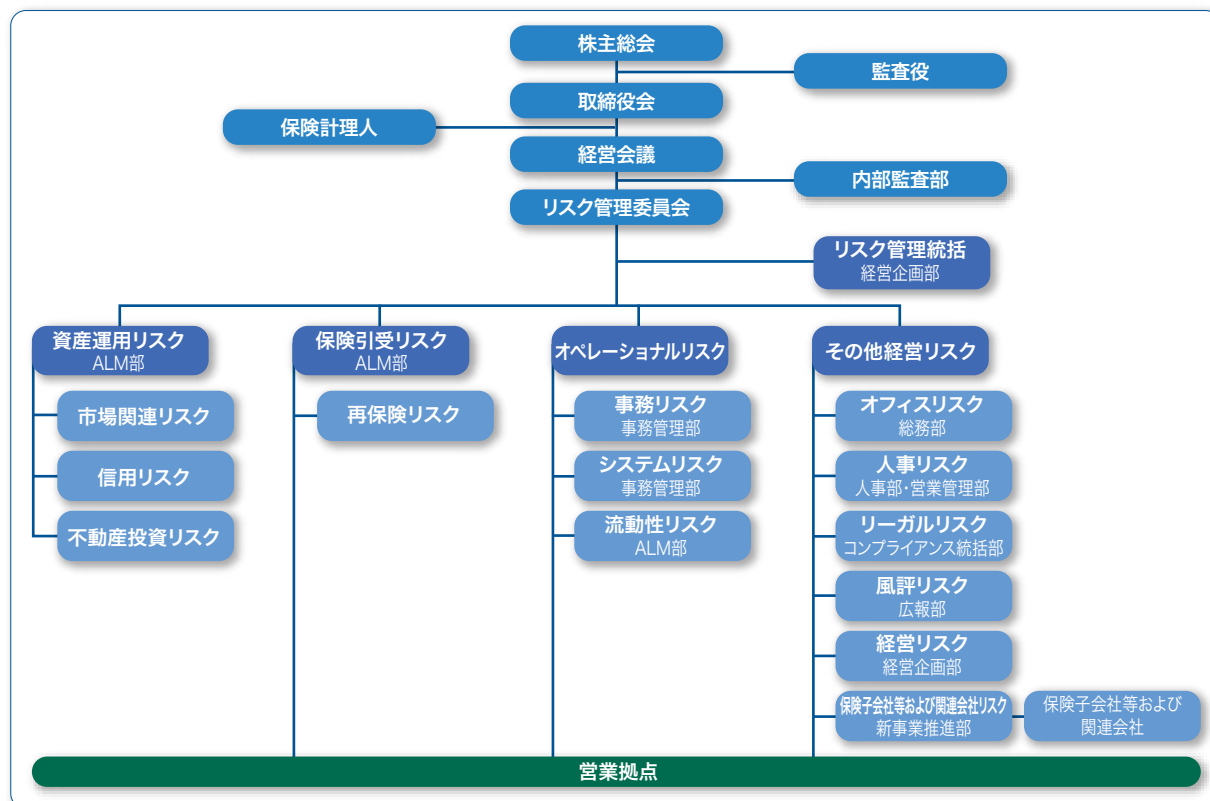 株主総会
監査役
取締役会
保険計理人
経営会議
内部監査部
リスク管理委員会
リスク管理統括
経営企画部
資産運用リスク
ALM部
市場関連リスク
信用リスク
不動産投資リスク
保険引受リスク
ALM部
再保険リスク
オペレーショナルリスク
事務リスク
事務管理部
システムリスク
事務管理部
流動性リスク
ALM部
その他経営リスク
オフィスリスク
総務部
人事リスク
人事部・営業管理部
リーガルリスク
コンプライアンス統括部
風評リスク
広報部
経営リスク
経営企画部
保険子会社等および関連会社リスク
新事業推進部
保険子会社等および
関連会社
営業拠点